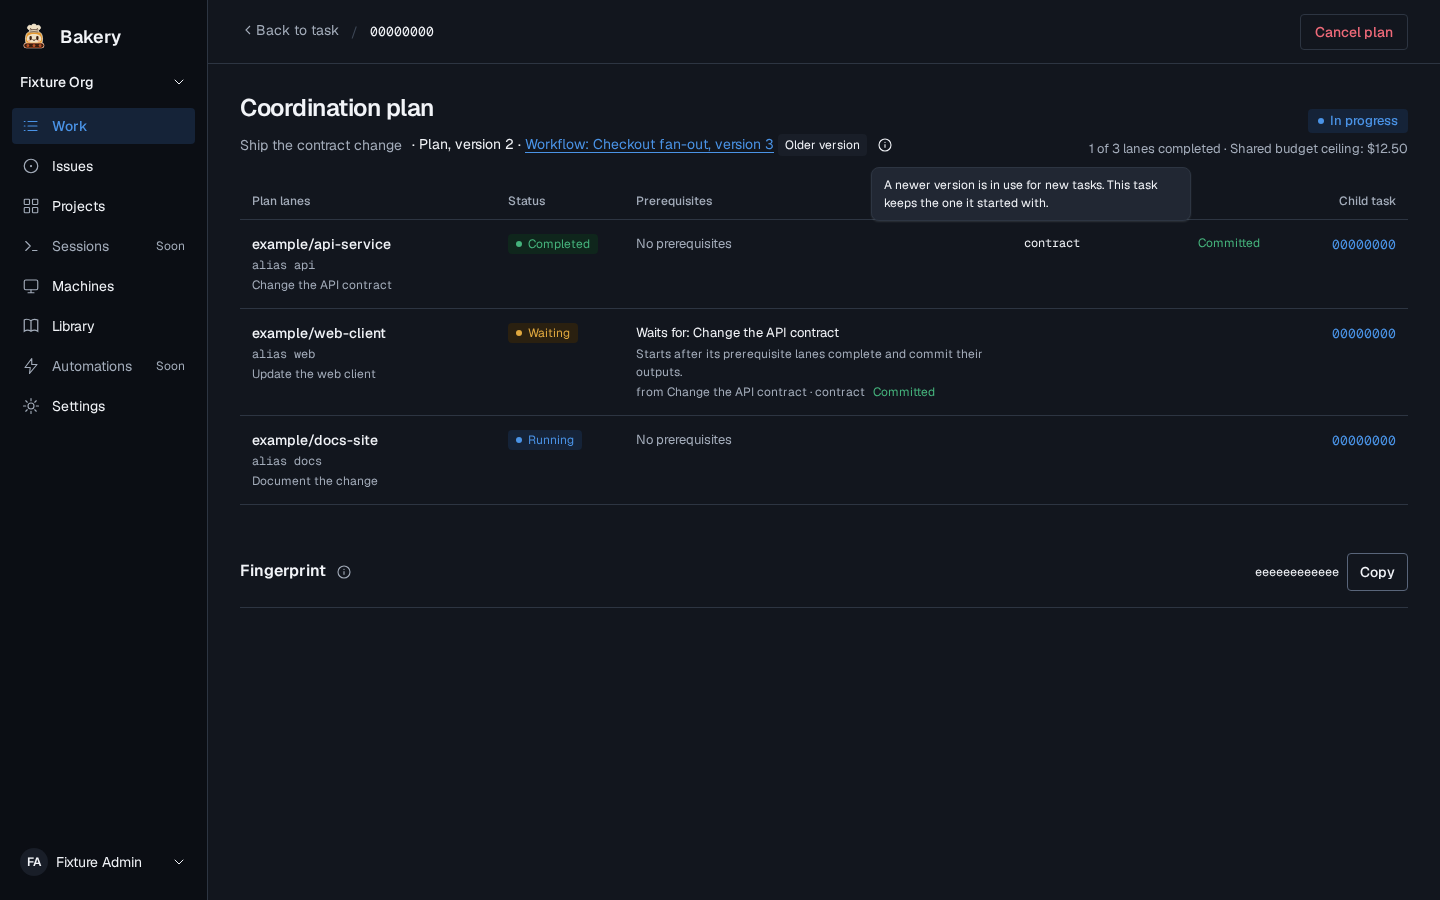 Bakery
Back to task / 00000000
Cancel plan
Fixture Org
Work
Issues
Projects
Sessions Soon
Machines
Library
Automations Soon
Settings
Coordination plan
In progress
Ship the contract change · Plan, version 2 · Workflow: Checkout fan-out, version 3 Older version
1 of 3 lanes completed · Shared budget ceiling: $12.50
A newer version is in use for new tasks. This task
keeps the one it started with.
Plan lanes Status Prerequisites Child task
example/api-service Completed No prerequisites contract Committed 00000000
alias api
Change the API contract
example/web-client Waiting Waits for: Change the API contract 00000000
alias web Starts after its prerequisite lanes complete and commit their
Update the web client outputs.
from Change the API contract · contract Committed
example/docs-site Running No prerequisites 00000000
alias docs
Document the change
Fingerprint eeeeeeeeeeee Copy
FA Fixture Admin